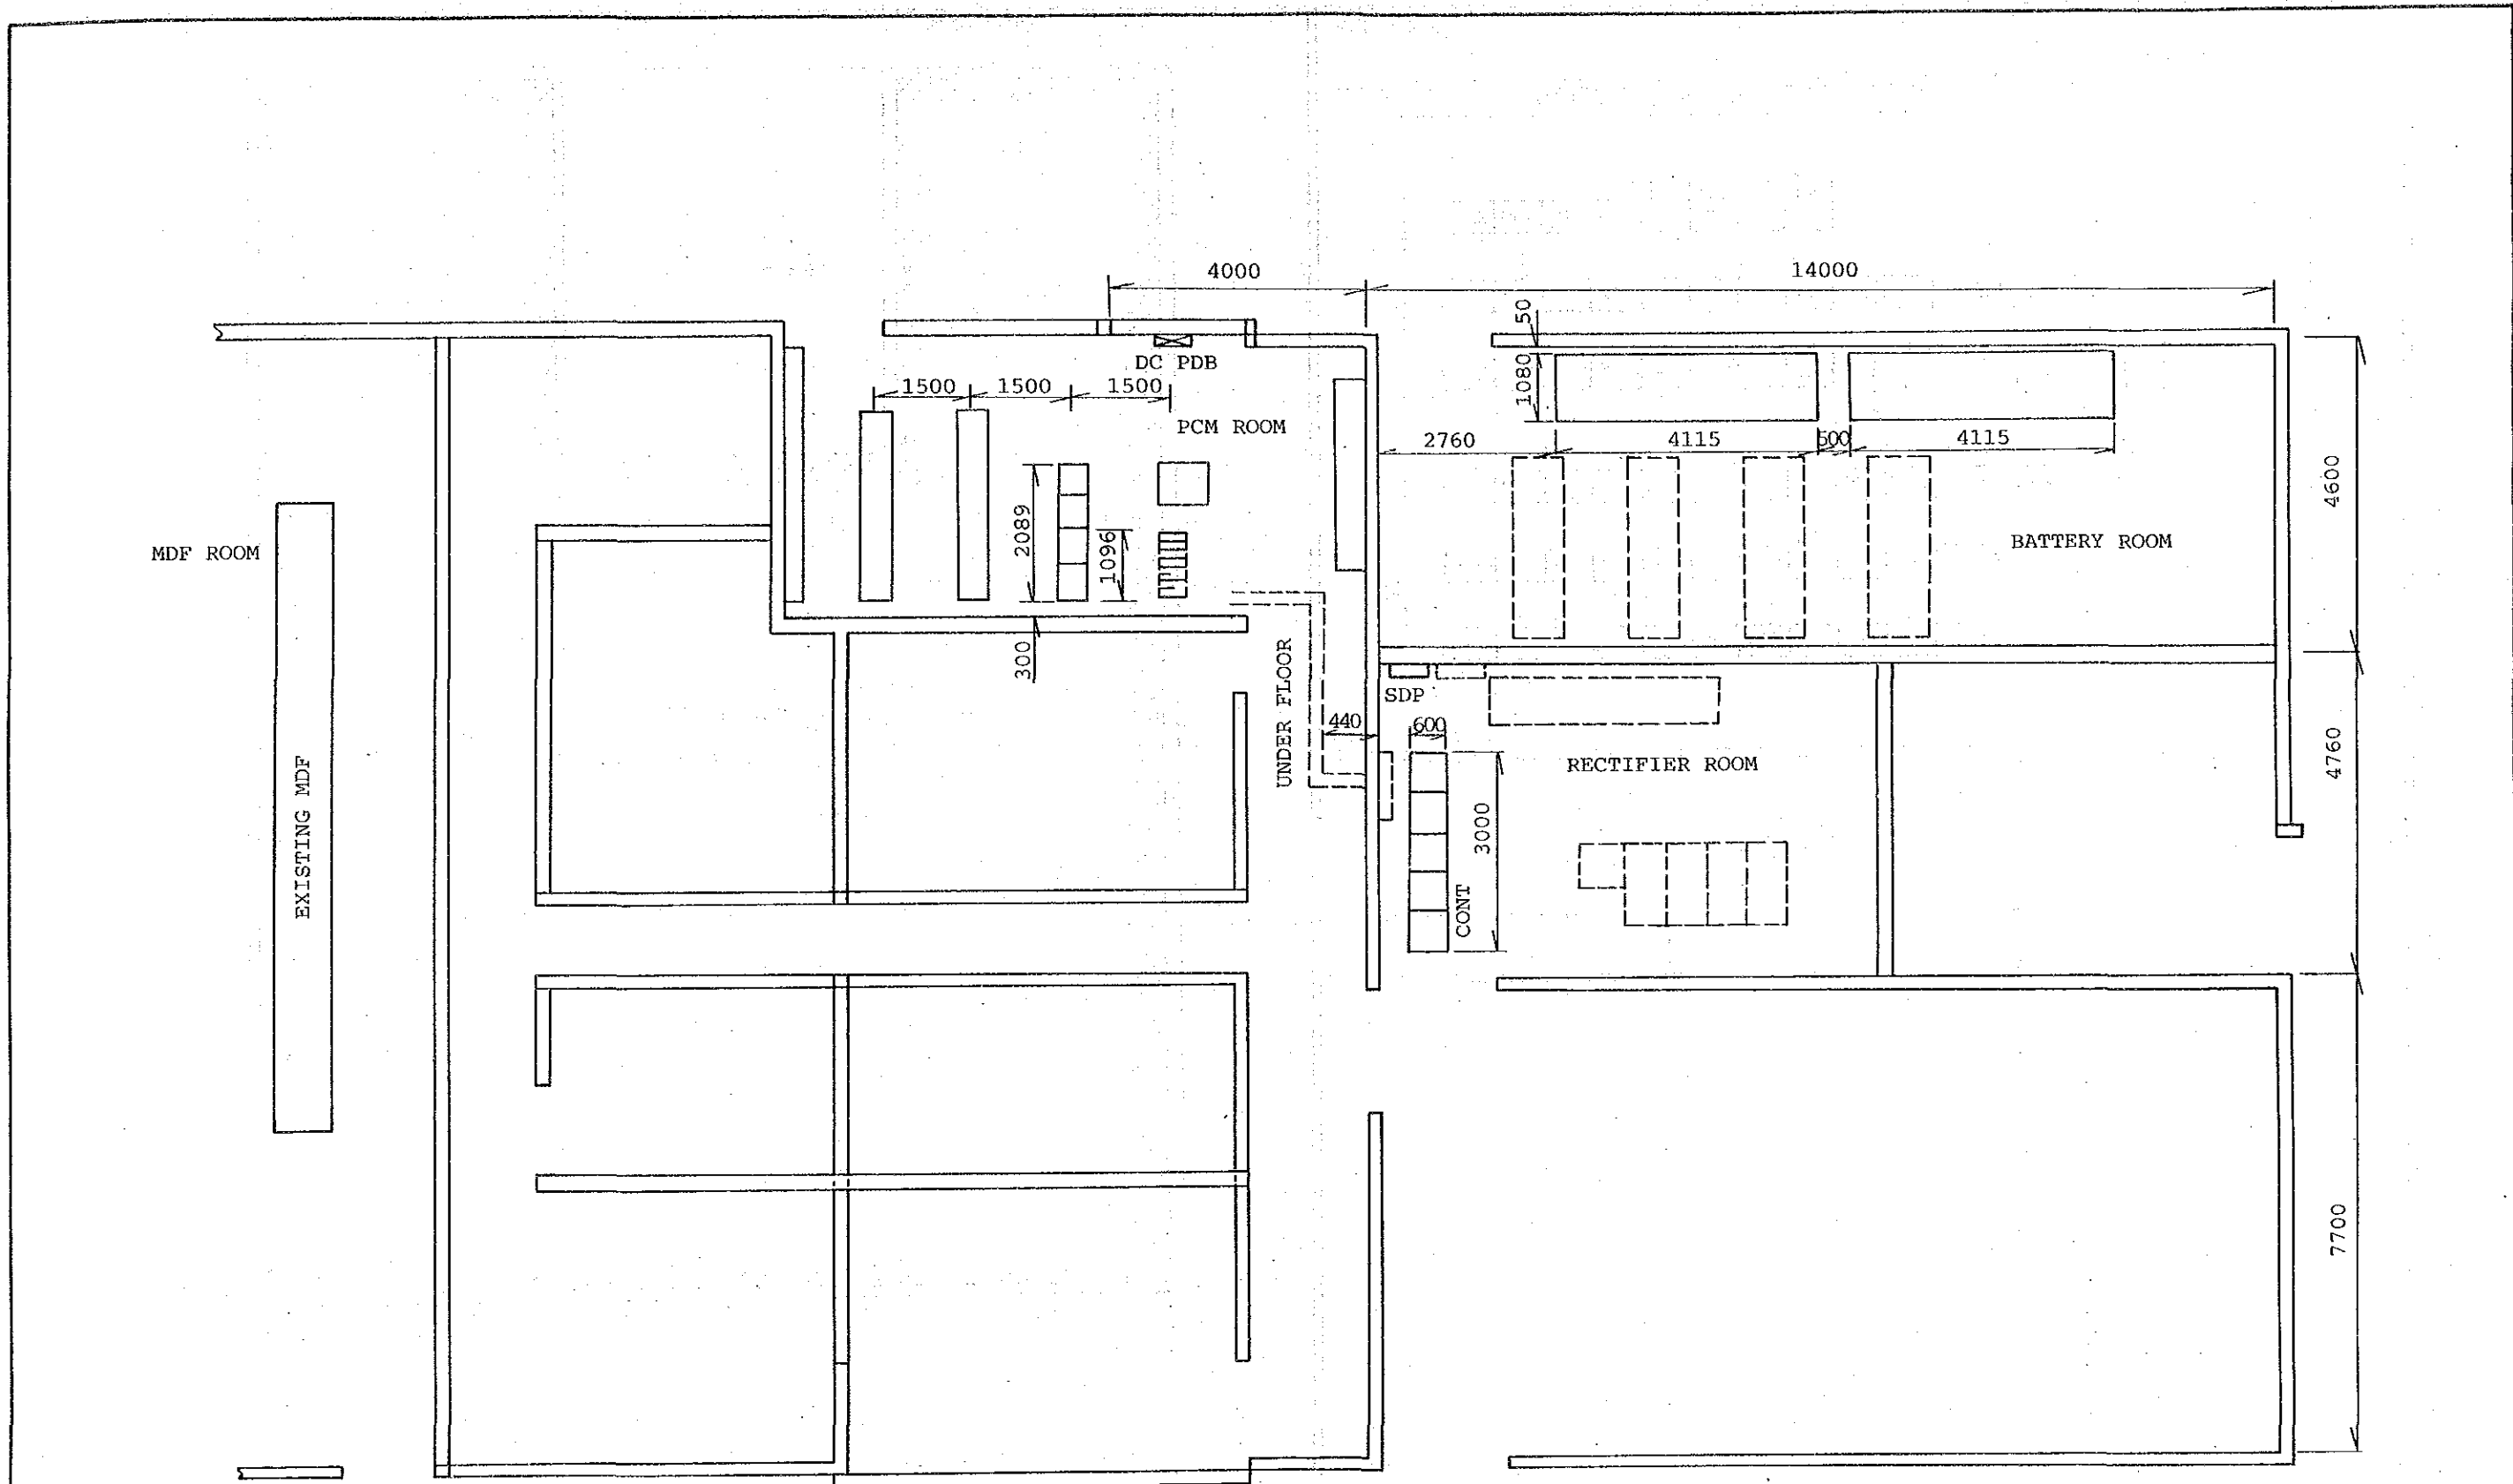 4000
14000
50
DC PDB
1080
1500
1500
1500
PCM ROOM
2760
4115
500
4115
4600
2089
1096
MDF ROOM
BATTERY ROOM
300
UNDER FLOOR
SDP
440
600
RECTIFIER ROOM
4760
EXISTING MDF
3000
CONT
7700